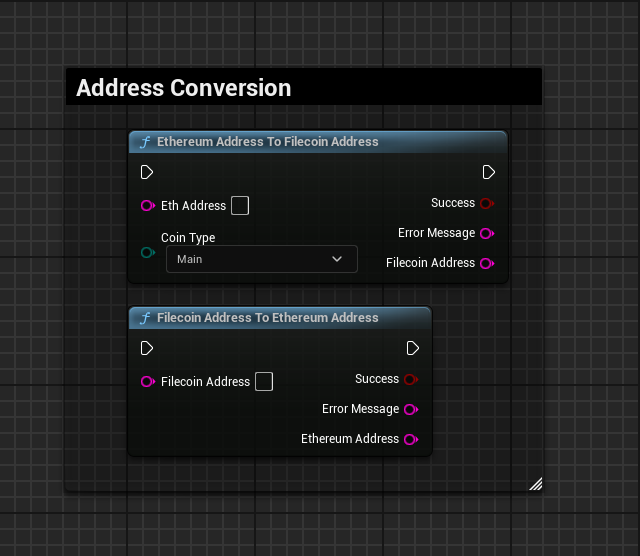 Address Conversion
f Ethereum Address To Filecoin Address
Eth Address
Success
Coin Type
Error Message
Main
Filecoin Address
f Filecoin Address To Ethereum Address
Filecoin Address
Success
Error Message
Ethereum Address